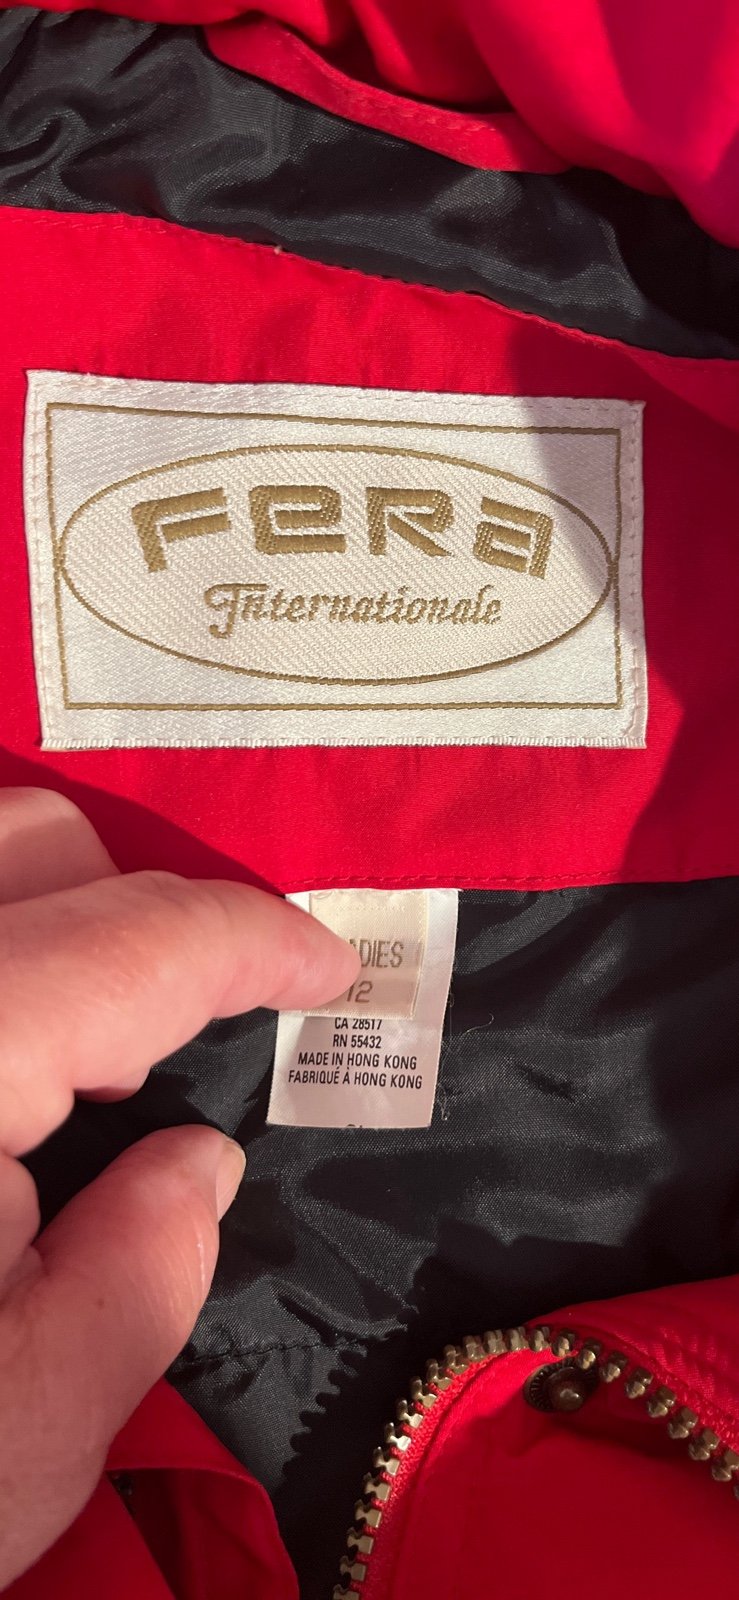 FERA
Internationale
ADIES
12
CA 28517
RN 55432
MADE IN HONG KONG
FABRIQUÉ À HONG KONG